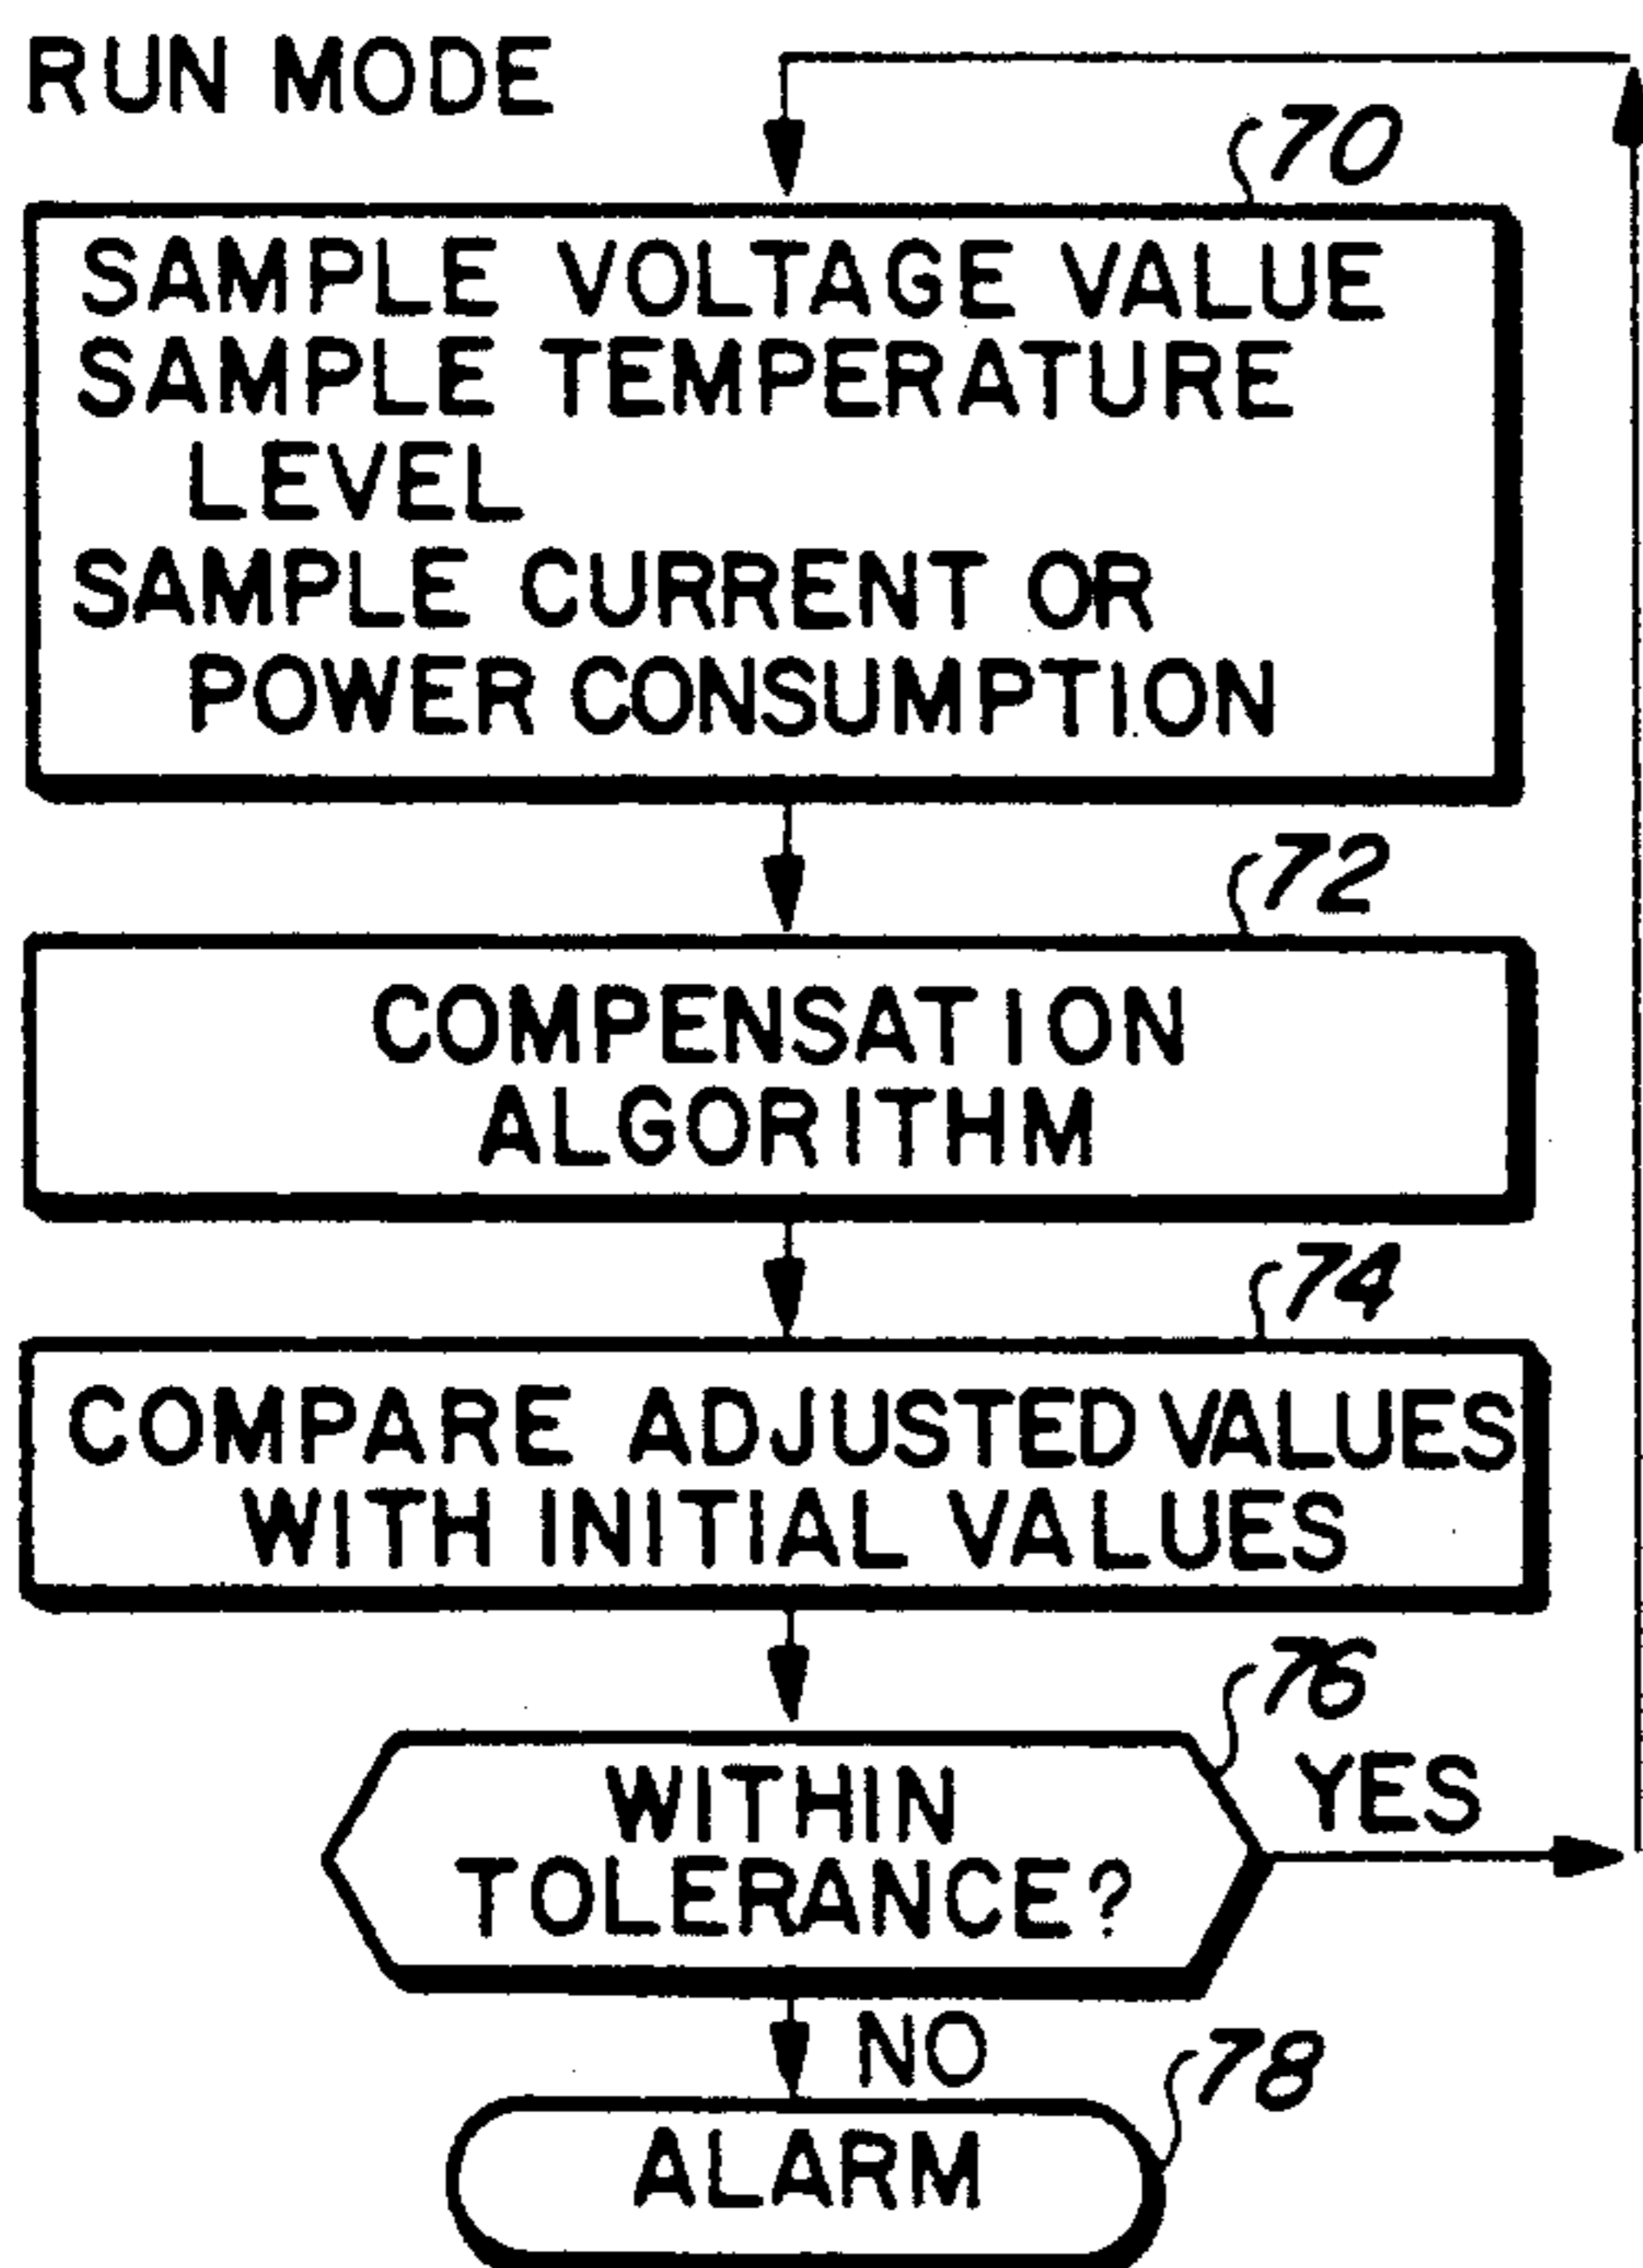 RUN MODE
70
SAMPLE VOLTAGE VALUE
SAMPLE TEMPERATURE
LEVEL
SAMPLE CURRENT OR
POWER CONSUMPTION
72
COMPENSATION
ALGORITHM
74
COMPARE ADJUSTED VALUES
WITH INITIAL VALUES
76
WITHIN
TOLERANCE?
YES
NO
78
ALARM